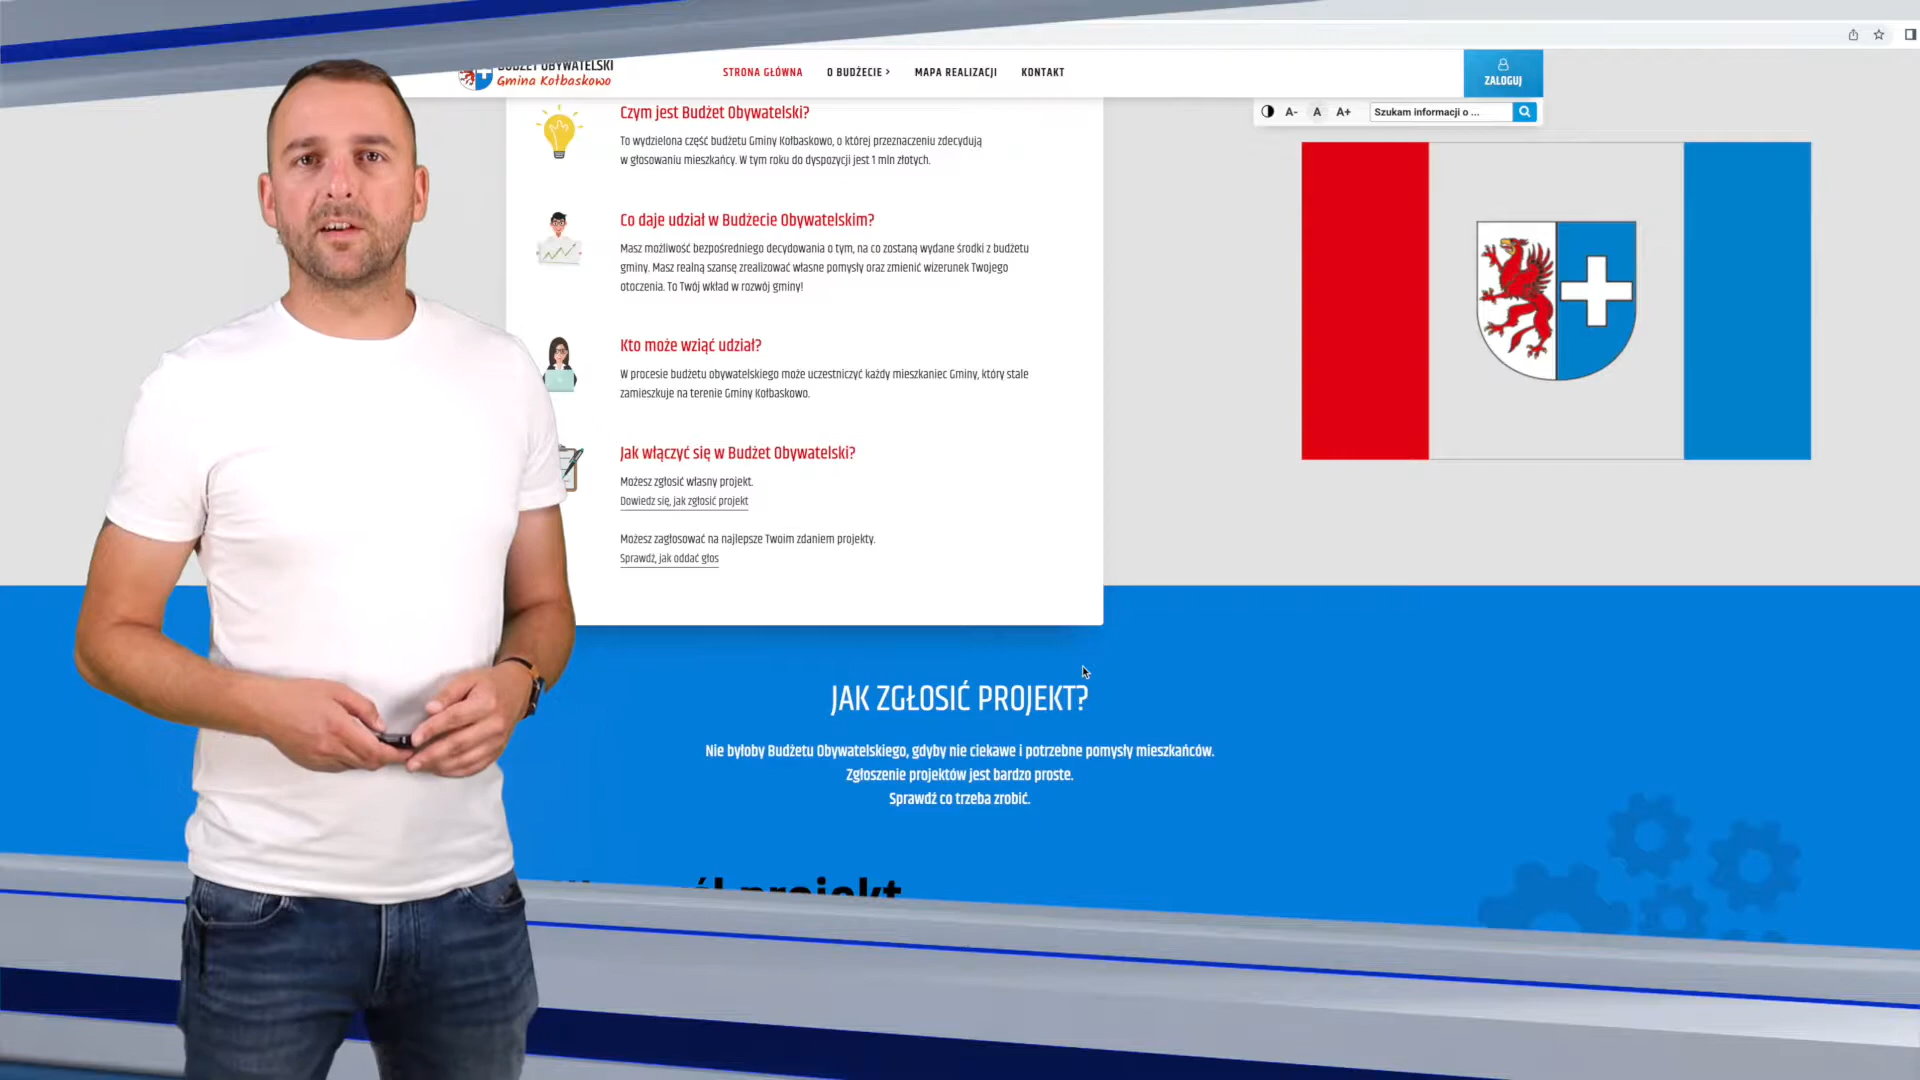 BUDŻET OBYWATELSKI
Gmina Kołbaskowo
STRONA GŁÓWNA
O BUDŻECIE >
MAPA REALIZACJI
KONTAKT
ZALOGUJ
A-
A
A+
Szukam informacji o ...
Czym jest Budżet Obywatelski?
To wydzielona część budżetu Gminy Kołbaskowo, o której przeznaczeniu zdecydują
w głosowaniu mieszkańcy. W tym roku do dyspozycji jest 1 mln złotych.
Co daje udział w Budżecie Obywatelskim?
Masz możliwość bezpośredniego decydowania o tym, na co zostaną wydane środki z budżetu
gminy. Masz realną szansę zrealizować własne pomysły oraz zmienić wizerunek Twojego
otoczenia. To Twój wkład w rozwój gminy!
Kto może wziąć udział?
W procesie budżetu obywatelskiego może uczestniczyć każdy mieszkaniec Gminy, który stale
zamieszkuje na terenie Gminy Kołbaskowo.
Jak włączyć się w Budżet Obywatelski?
Możesz zgłosić własny projekt.
Dowiedz się, jak zgłosić projekt
Możesz zagłosować na najlepsze Twoim zdaniem projekty.
Sprawdź, jak oddać głos
JAK ZGŁOSIĆ PROJEKT?
Nie byłoby Budżetu Obywatelskiego, gdyby nie ciekawe i potrzebne pomysły mieszkańców.
Zgłoszenie projektów jest bardzo proste.
Sprawdź co trzeba zrobić.
projekt